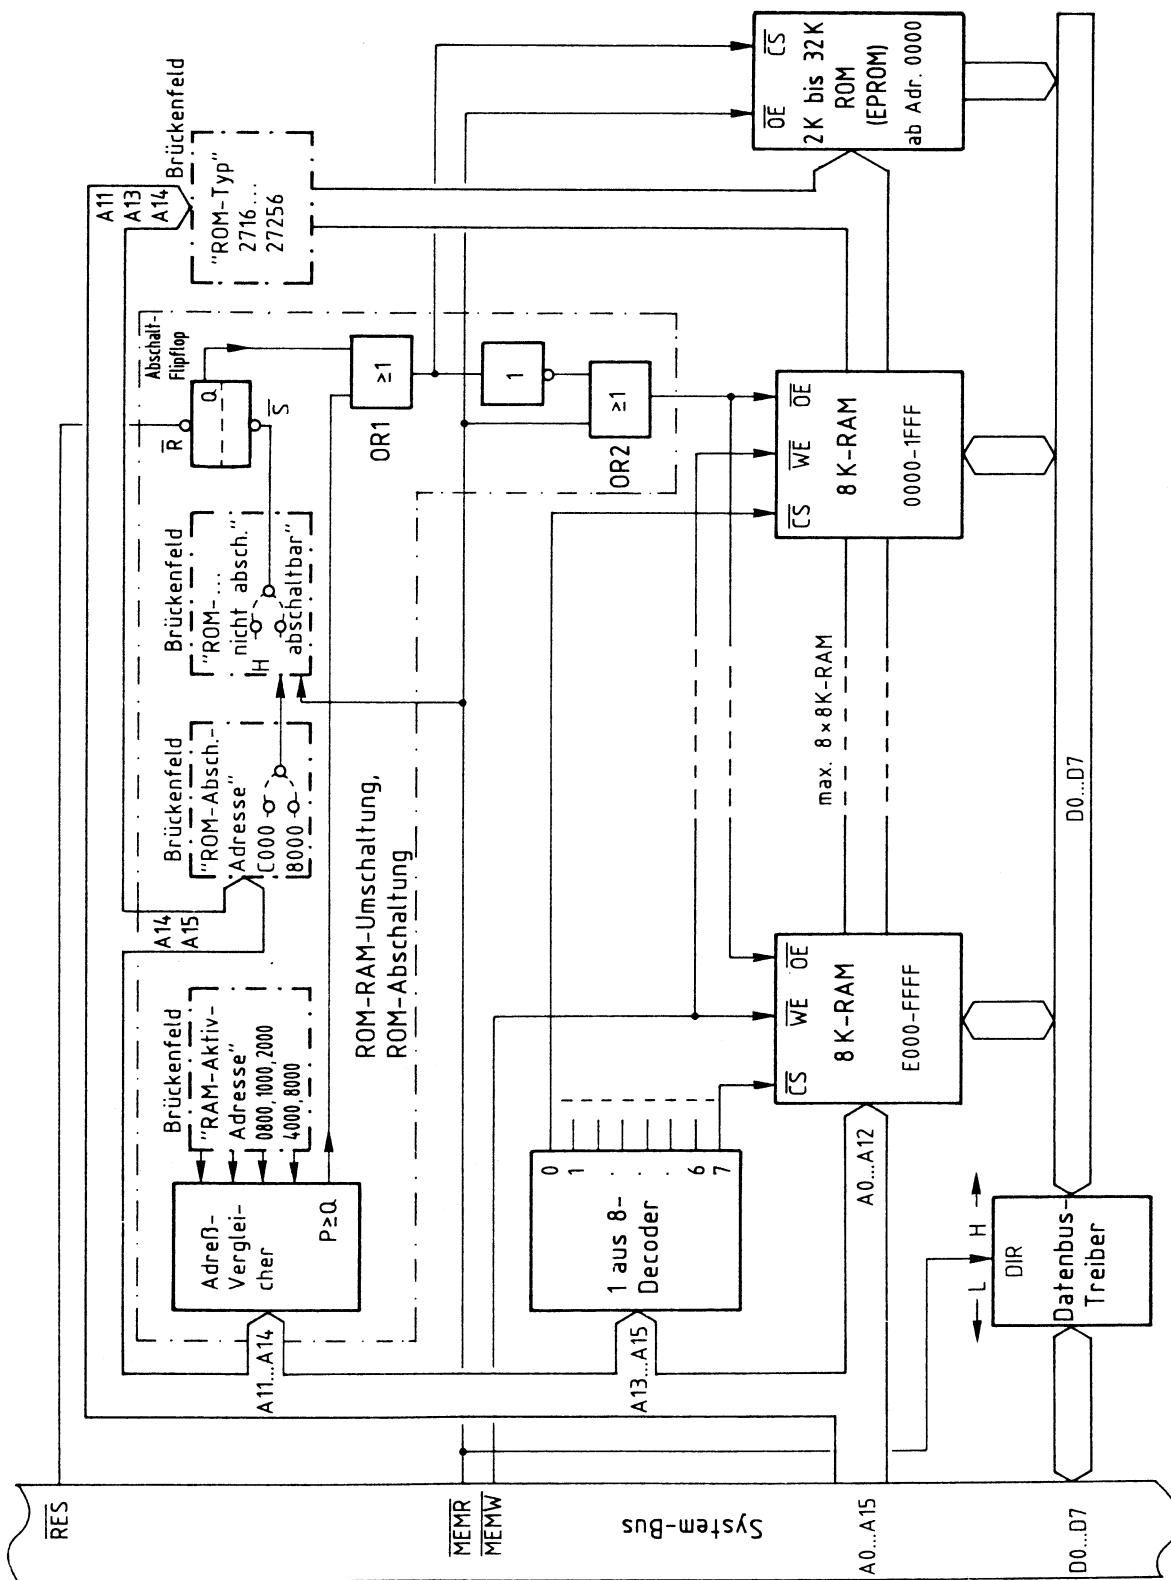 Brückenfeld
"ROM-Typ"
2716...
27256
A11
A13
A14
CS
OE
2K bis 32K
ROM
(EPROM)
ab Adr. 0000
Abschalt-
Flipflop
R
Q
S
≥1
OR1
1
≥1
OR2
Brückenfeld
"ROM-...
nicht absch."
H
abschaltbar"
Brückenfeld
"ROM-Absch.-
Adresse"
C000
8000
A14
A15
Brückenfeld
"RAM-Aktiv-
Adresse"
0800,1000,2000
4000,8000
Adreß-
Verglei-
cher
P≥Q
A11...A14
ROM-RAM-Umschaltung,
ROM-Abschaltung
1 aus 8-
Decoder
0
1
.
.
.
6
7
A13...A15
CS
WE
OE
8K-RAM
0000-1FFF
max. 8×8K-RAM
CS
WE
OE
8K-RAM
E000-FFFF
A0...A12
D0...D7
DIR
L
H
Datenbus-
Treiber
RES
MEMR
MEMW
System-Bus
A0...A15
D0...D7